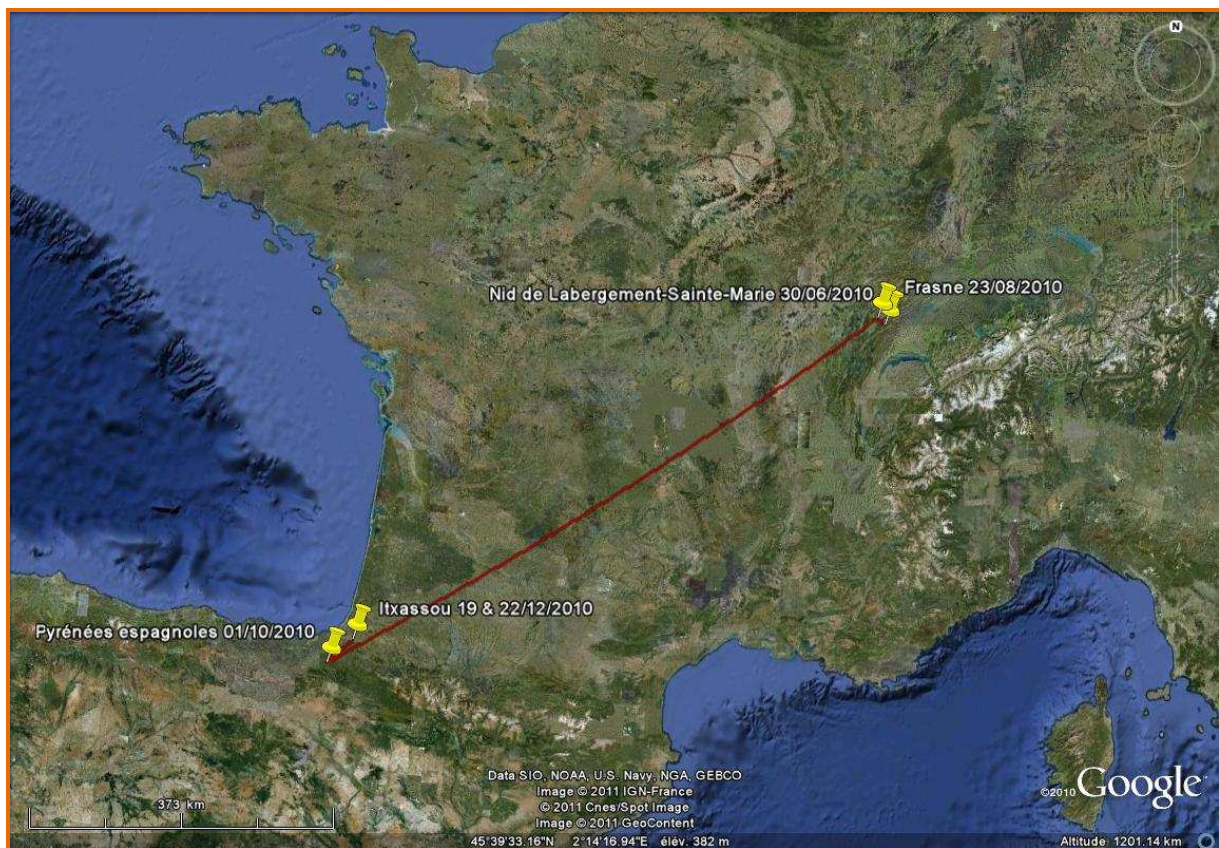 N
Nid de Labergement-Sainte-Marie 30/06/2010
Frasne 23/08/2010
Itxassou 19 & 22/12/2010
Pyrénées espagnoles 01/10/2010
Data SIO, NOAA, U.S. Navy, NGA, GEBCO
Image © 2011 IGN-France
© 2011 Cnes/Spot Image
Image © 2011 GeoContent
©2010 Google
373 km
45°39'33.16"N 2°14'16.94"E élév. 382 m
Altitude 1201.14 km